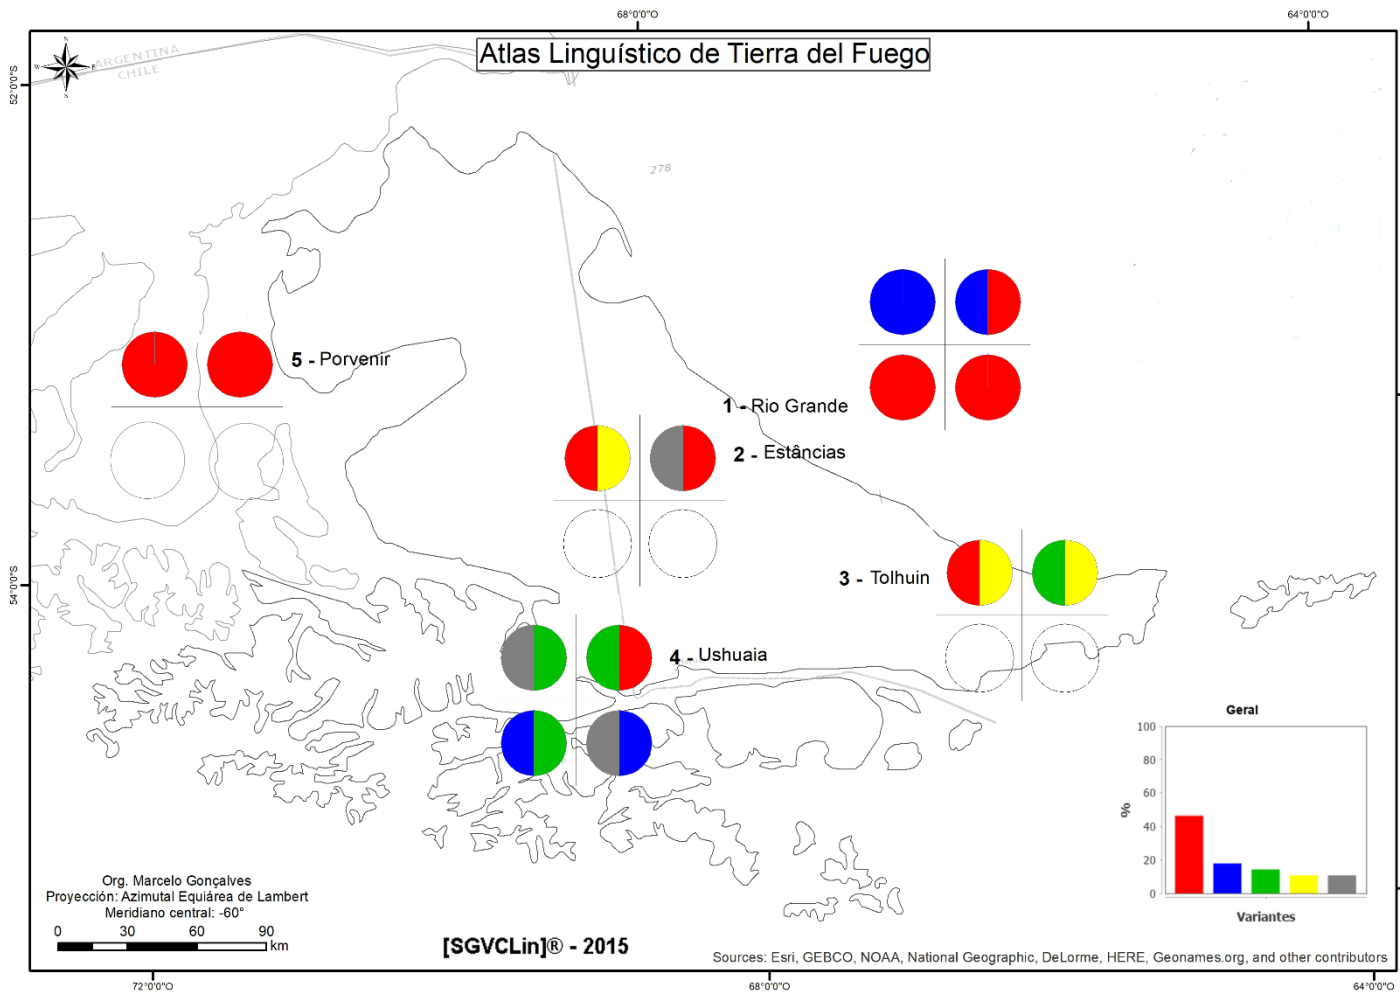 68°0'0"O
64°0'0"O
Atlas Linguístico de Tierra del Fuego
N
W
E
S
ARGENTINA
CHILE
52°0'0"S
278
5 - Porvenir
1 - Rio Grande
2 - Estâncias
3 - Tolhuin
54°0'0"S
4 - Ushuaia
Geral
100
80
60
40
20
0
%
Variantes
Org. Marcelo Gonçalves
Proyección: Azimutal Equiárea de Lambert
Meridiano central: -60°
0 30 60 90
km
[SGVCLin]® - 2015
Sources: Esri, GEBCO, NOAA, National Geographic, DeLorme, HERE, Geonames.org, and other contributors
72°0'0"O
68°0'0"O
64°0'0"O